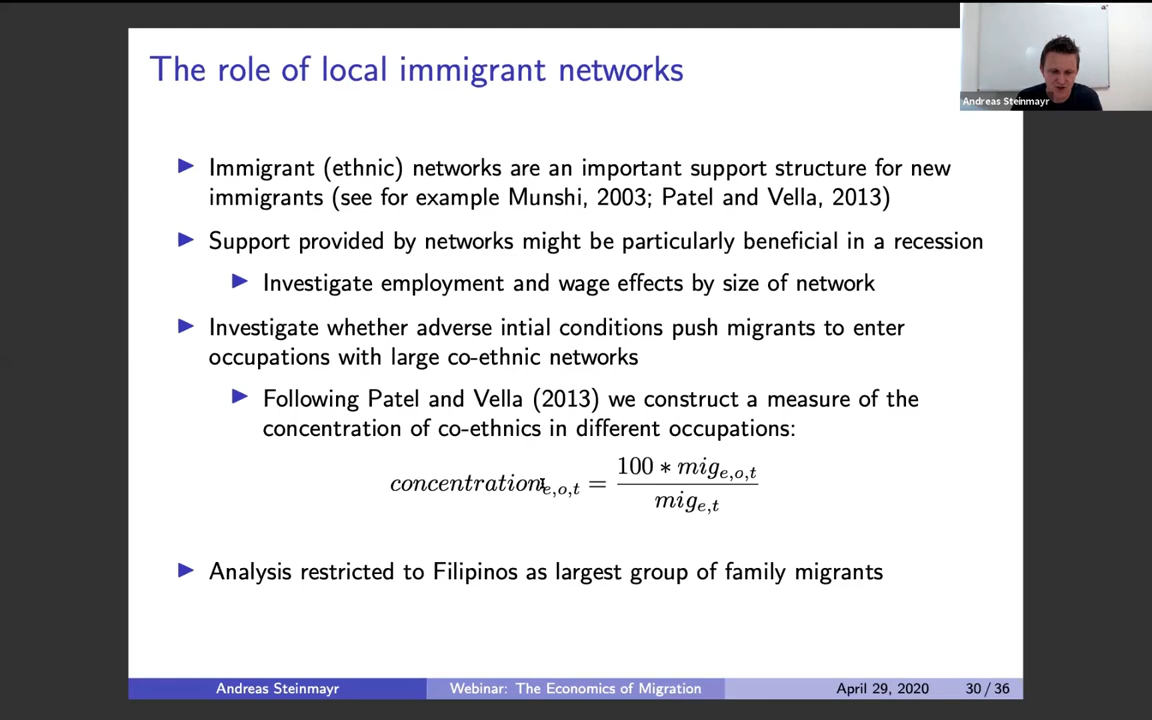 The role of local immigrant networks
Andreas Steinmayr
Immigrant (ethnic) networks are an important support structure for new
immigrants (see for example Munshi, 2003; Patel and Vella, 2013)
Support provided by networks might be particularly beneficial in a recession
Investigate employment and wage effects by size of network
Investigate whether adverse intial conditions push migrants to enter
occupations with large co-ethnic networks
Following Patel and Vella (2013) we construct a measure of the
concentration of co-ethnics in different occupations:
concentration_{e,o,t} = \frac{100 * mig_{e,o,t}}{mig_{e,t}}
Analysis restricted to Filipinos as largest group of family migrants
Andreas Steinmayr Webinar: The Economics of Migration April 29, 2020 30 / 36